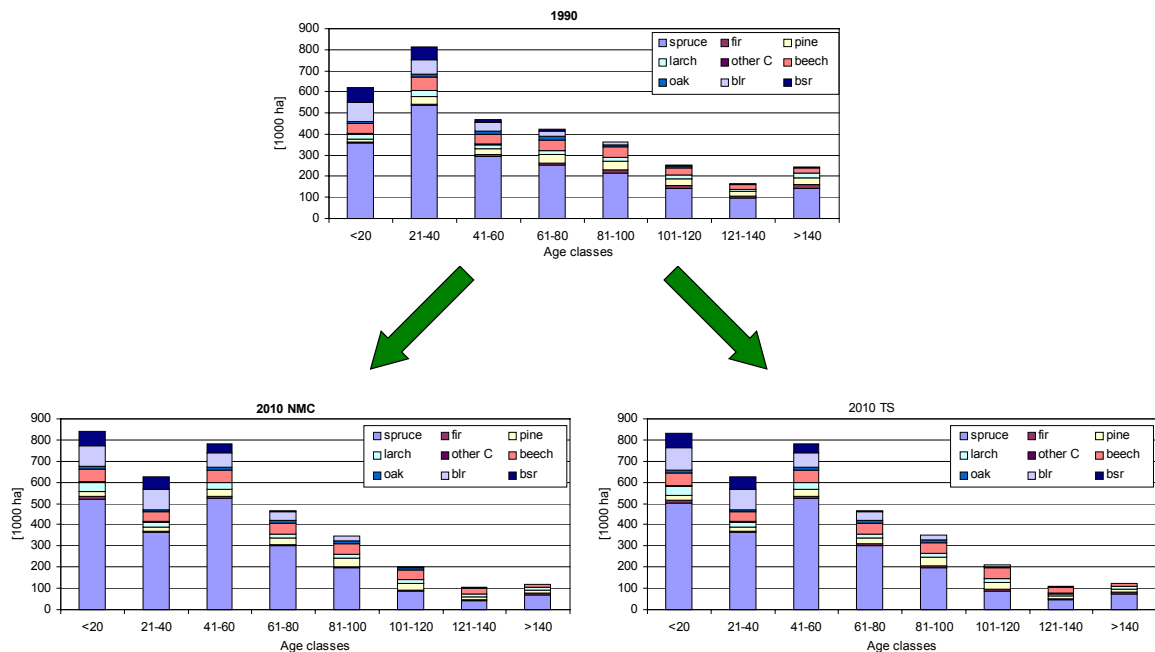 1990
900
800
700
600
500
400
300
200
100
0
[1000 ha]
spruce fir pine
larch other C beech
oak blr bsr
<20 21-40 41-60 61-80 81-100 101-120 121-140 >140
Age classes
2010 NMC
900
800
700
600
500
400
300
200
100
0
[1000 ha]
spruce fir pine
larch other C beech
oak blr bsr
<20 21-40 41-60 61-80 81-100 101-120 121-140 >140
Age classes
2010 TS
900
800
700
600
500
400
300
200
100
0
[1000 ha]
spruce fir pine
larch other C beech
oak blr bsr
<20 21-40 41-60 61-80 81-100 101-120 121-140 >140
Age classes